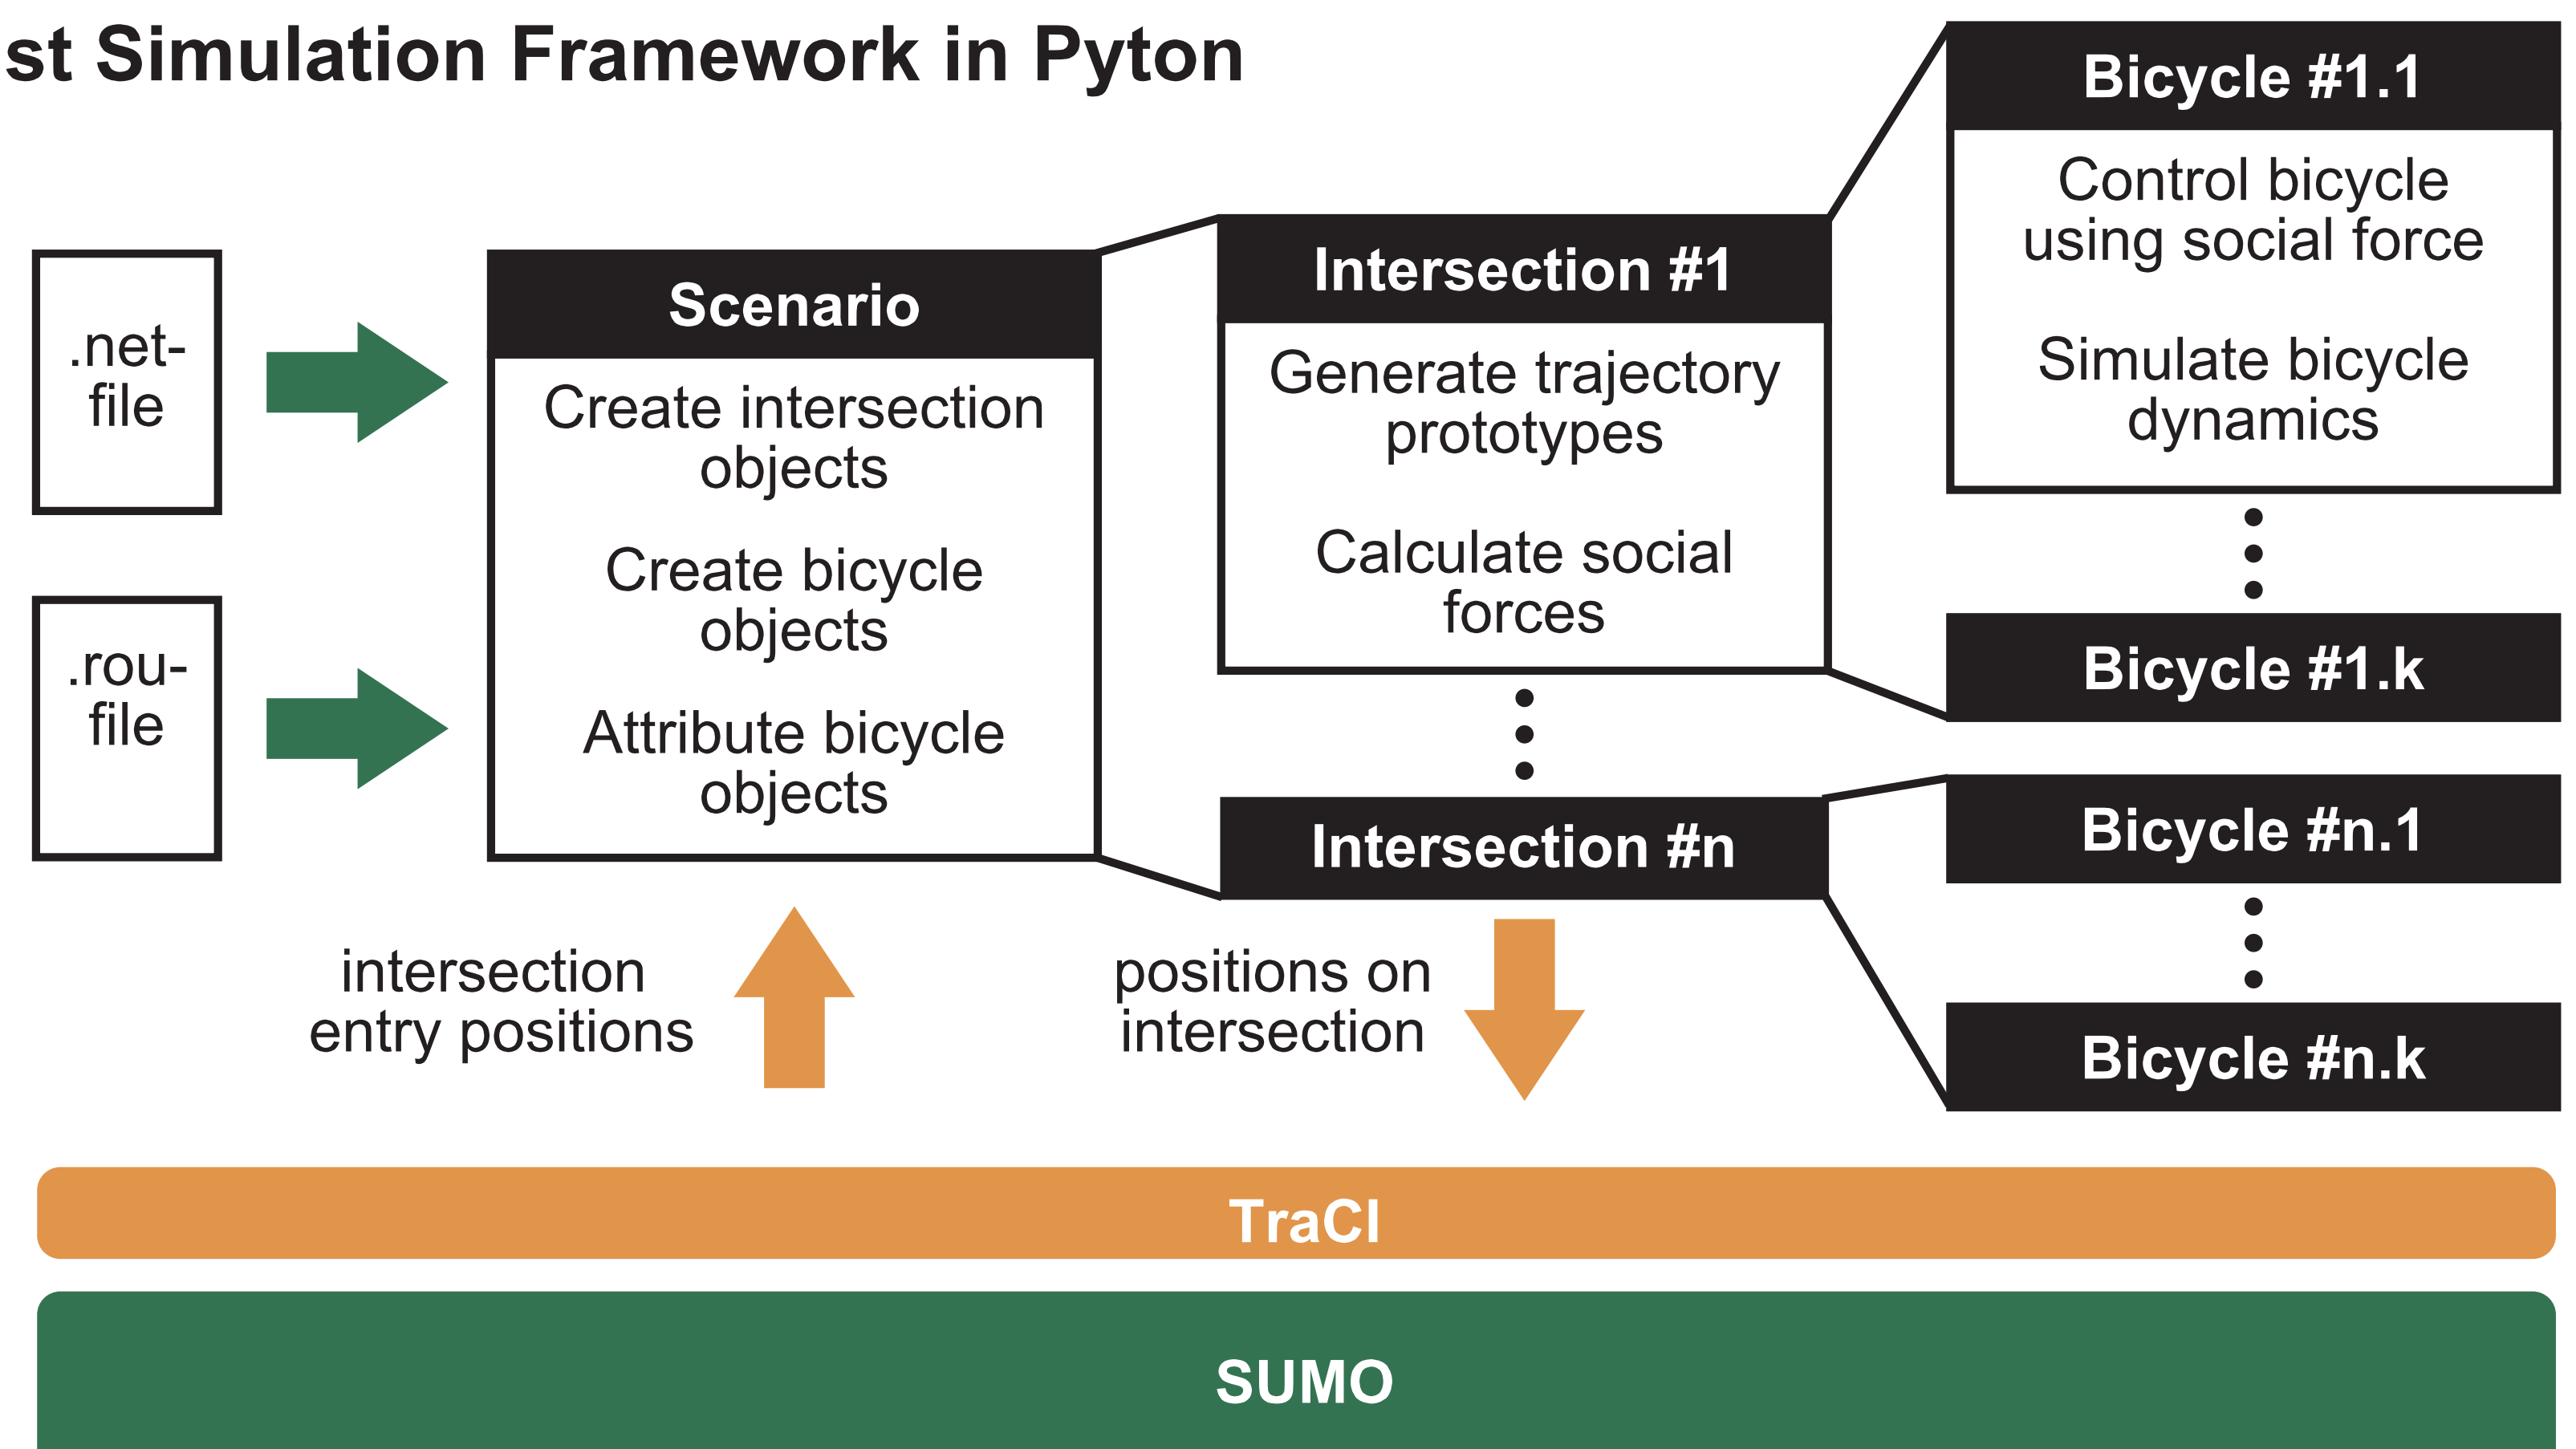 st Simulation Framework in Pyton
.net-
file
.rou-
file
Scenario
Create intersection
objects
Create bicycle
objects
Attribute bicycle
objects
Intersection #1
Generate trajectory
prototypes
Calculate social
forces
Intersection #n
Bicycle #1.1
Control bicycle
using social force
Simulate bicycle
dynamics
Bicycle #1.k
Bicycle #n.1
Bicycle #n.k
intersection
entry positions
positions on
intersection
TraCI
SUMO